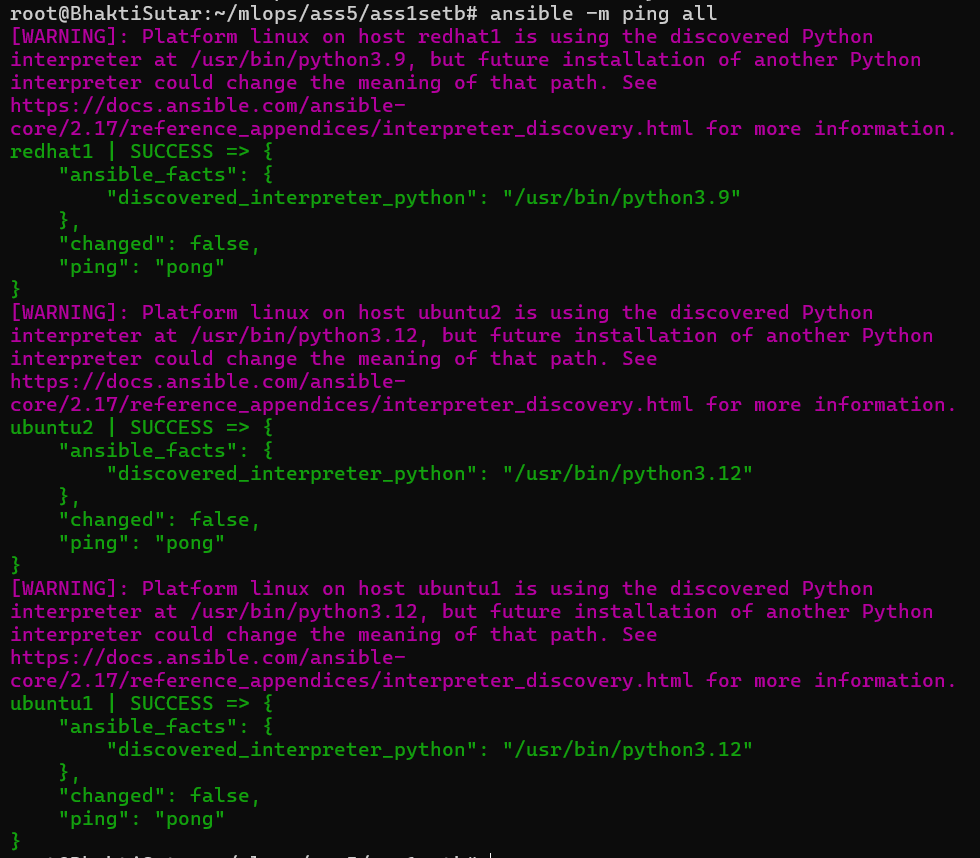 root@BhaktiSutar:~/mlops/ass5/ass1setb# ansible -m ping all
[WARNING]: Platform linux on host redhat1 is using the discovered Python
interpreter at /usr/bin/python3.9, but future installation of another Python
interpreter could change the meaning of that path. See
https://docs.ansible.com/ansible-
core/2.17/reference_appendices/interpreter_discovery.html for more information.
redhat1 | SUCCESS => {
    "ansible_facts": {
        "discovered_interpreter_python": "/usr/bin/python3.9"
    },
    "changed": false,
    "ping": "pong"
}
[WARNING]: Platform linux on host ubuntu2 is using the discovered Python
interpreter at /usr/bin/python3.12, but future installation of another Python
interpreter could change the meaning of that path. See
https://docs.ansible.com/ansible-
core/2.17/reference_appendices/interpreter_discovery.html for more information.
ubuntu2 | SUCCESS => {
    "ansible_facts": {
        "discovered_interpreter_python": "/usr/bin/python3.12"
    },
    "changed": false,
    "ping": "pong"
}
[WARNING]: Platform linux on host ubuntu1 is using the discovered Python
interpreter at /usr/bin/python3.12, but future installation of another Python
interpreter could change the meaning of that path. See
https://docs.ansible.com/ansible-
core/2.17/reference_appendices/interpreter_discovery.html for more information.
ubuntu1 | SUCCESS => {
    "ansible_facts": {
        "discovered_interpreter_python": "/usr/bin/python3.12"
    },
    "changed": false,
    "ping": "pong"
}